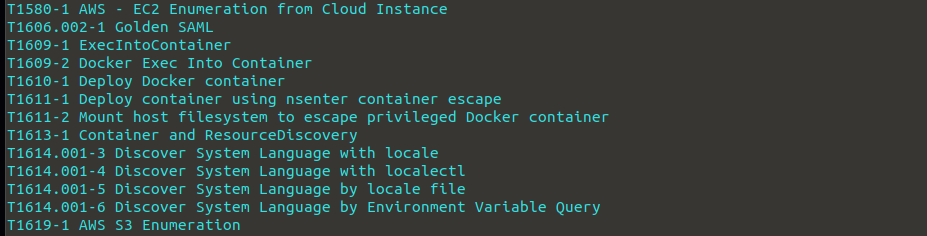 T1580-1 AWS - EC2 Enumeration from Cloud Instance
T1606.002-1 Golden SAML
T1609-1 ExecIntoContainer
T1609-2 Docker Exec Into Container
T1610-1 Deploy Docker container
T1611-1 Deploy container using nsenter container escape
T1611-2 Mount host filesystem to escape privileged Docker container
T1613-1 Container and ResourceDiscovery
T1614.001-3 Discover System Language with locale
T1614.001-4 Discover System Language with localectl
T1614.001-5 Discover System Language by locale file
T1614.001-6 Discover System Language by Environment Variable Query
T1619-1 AWS S3 Enumeration